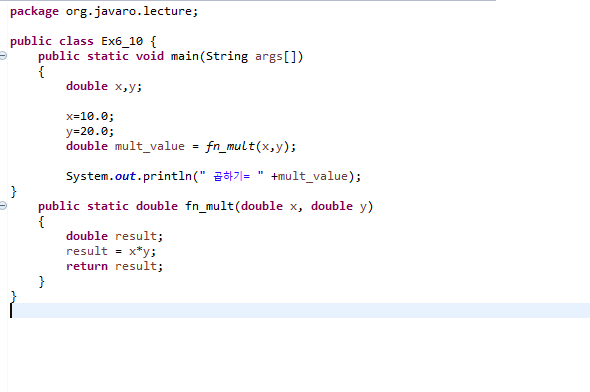 package org.javaro.lecture;
public class Ex6_10 {
public static void main(String args[])
{
double x,y;
x=10.0;
y=20.0;
double mult_value = fn_mult(x,y);
System.out.println(" 곱하기= " +mult_value);
}
public static double fn_mult(double x, double y)
{
double result;
result = x*y;
return result;
}
}